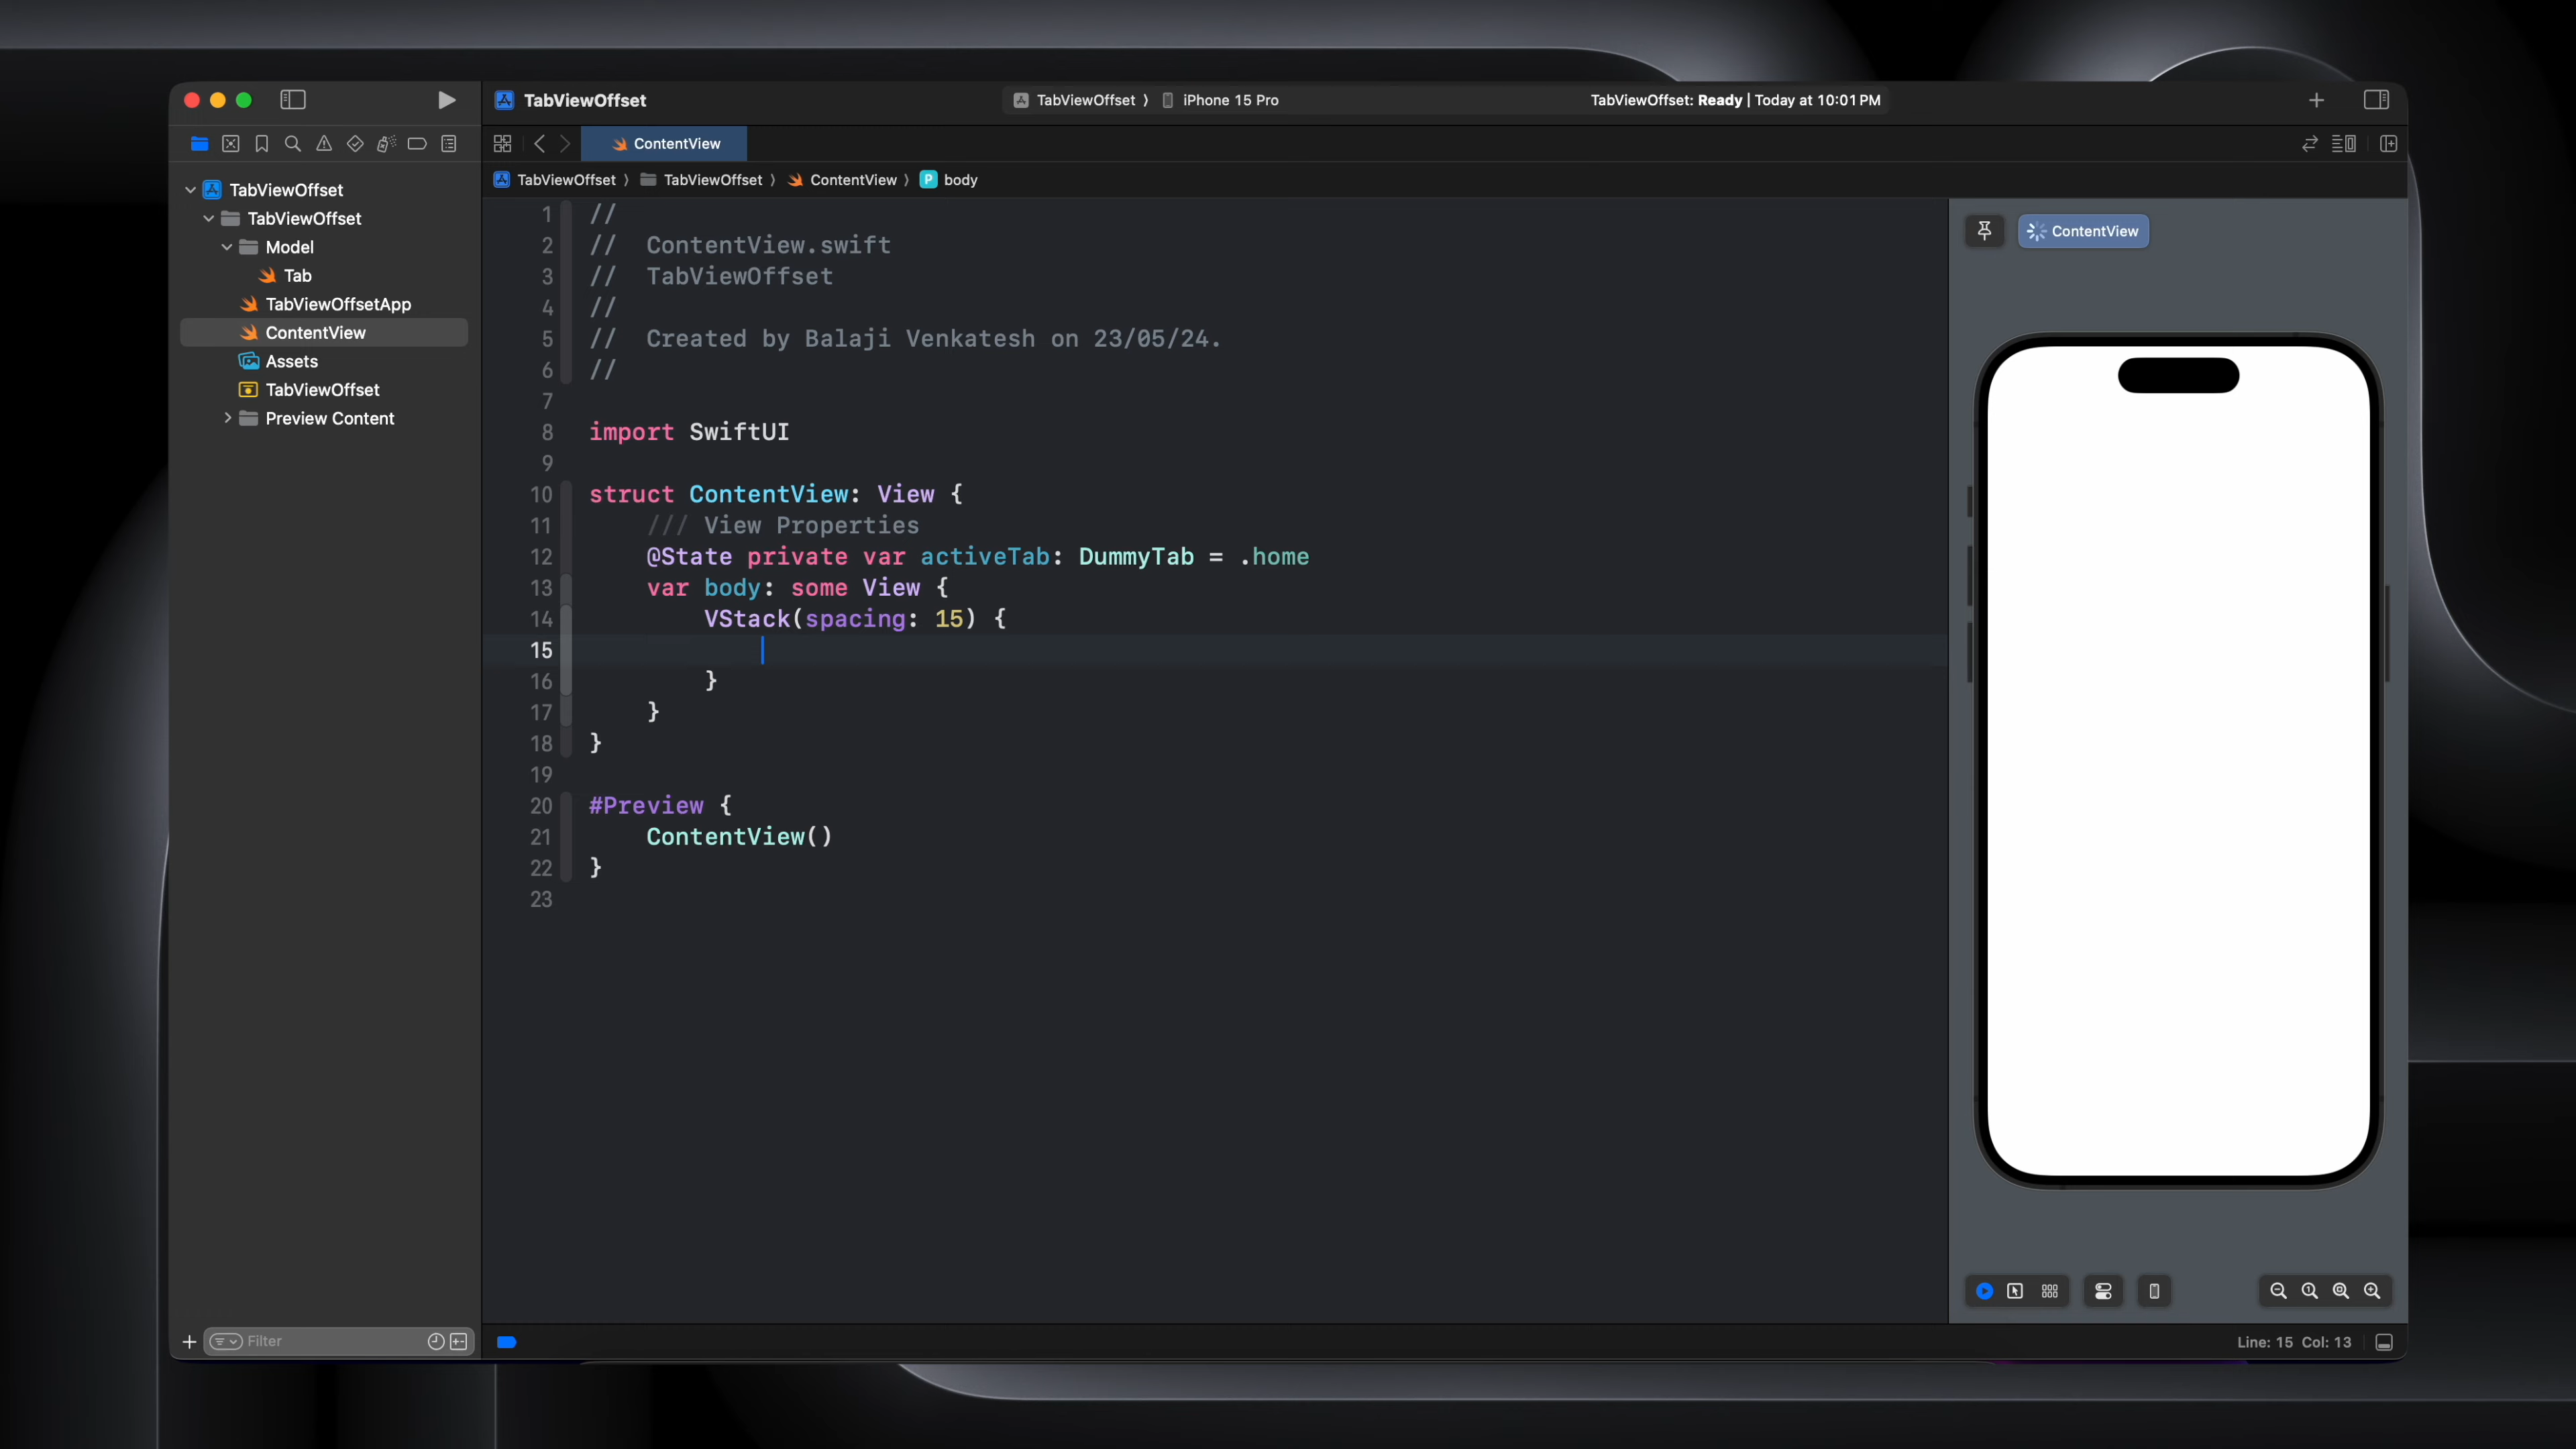 TabViewOffset
TabViewOffset
iPhone 15 Pro
TabViewOffset: Ready | Today at 10:01 PM
ContentView
TabViewOffset
TabViewOffset
ContentView
P
body
TabViewOffset
TabViewOffset
Model
Tab
TabViewOffsetApp
ContentView
Assets
TabViewOffset
Preview Content
Filter
1 //
2 //  ContentView.swift
3 //  TabViewOffset
4 //
5 //  Created by Balaji Venkatesh on 23/05/24.
6 //
7
8 import SwiftUI
9
10 struct ContentView: View {
11     /// View Properties
12     @State private var activeTab: DummyTab = .home
13     var body: some View {
14         VStack(spacing: 15) {
15
16         }
17     }
18 }
19
20 #Preview {
21     ContentView()
22 }
23
ContentView
Line: 15 Col: 13